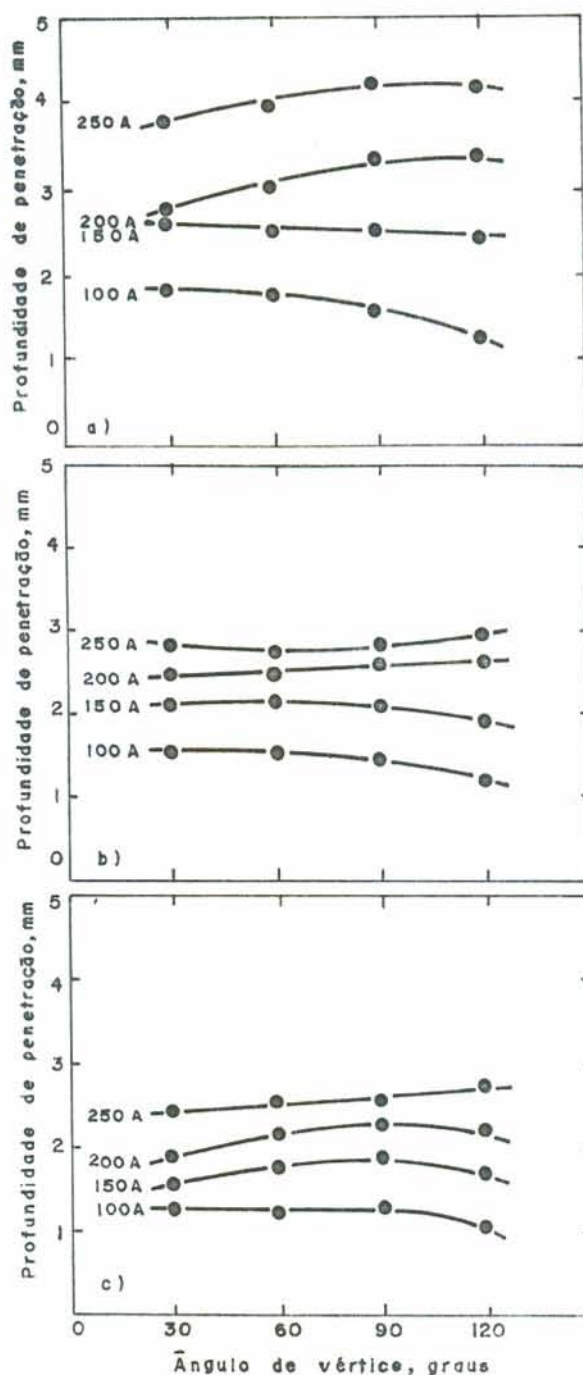 Profundidade de penetração, mm
5
4
3
2
1
0
250 A
200 A
150 A
100 A
a)
Profundidade de penetração, mm
5
4
3
2
1
0
250 A
200 A
150 A
100 A
b)
Profundidade de penetração, mm
5
4
3
2
1
0
250 A
200 A
150 A
100 A
c)
30 60 90 120
Ângulo de vértice, graus